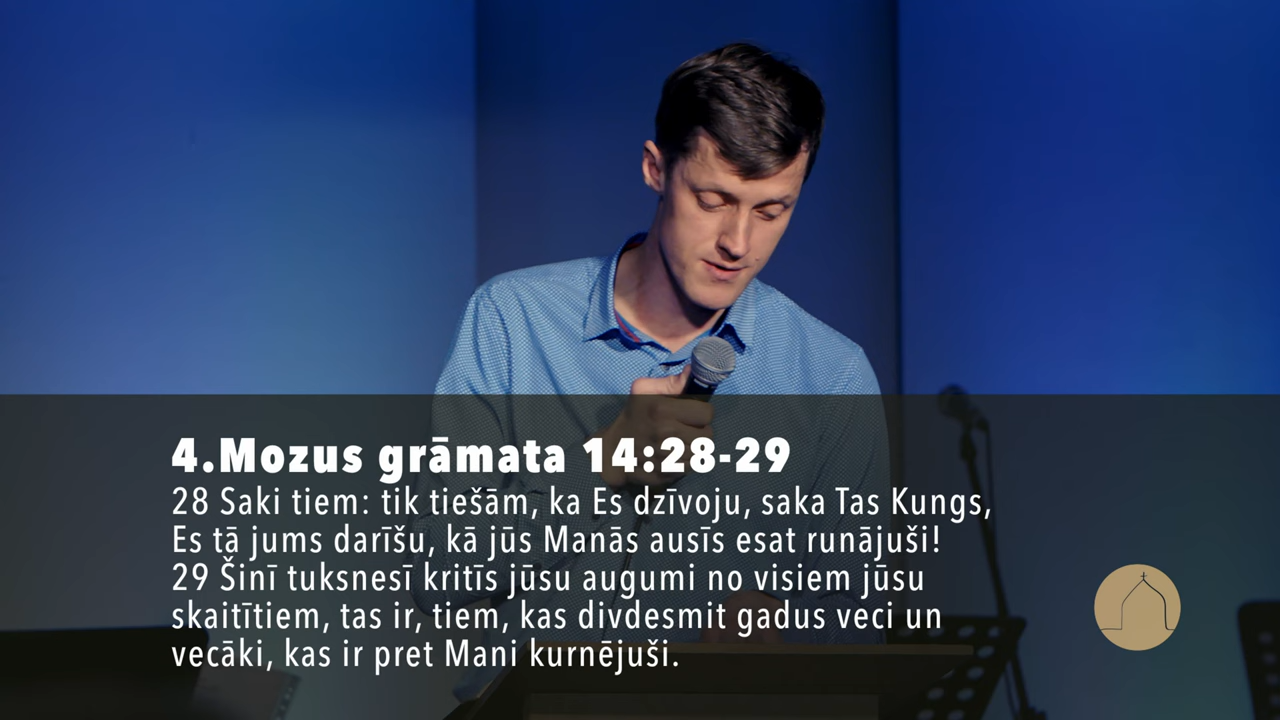 4.Mozus grāmata 14:28-29
28 Saki tiem: tik tiešām, ka Es dzīvoju, saka Tas Kungs,
Es tā jums darīšu, kā jūs Manās ausīs esat runājuši!
29 Šinī tuksnesī kritīs jūsu augumi no visiem jūsu
skaitītiem, tas ir, tiem, kas divdesmit gadus veci un
vecāki, kas ir pret Mani kurnējuši.